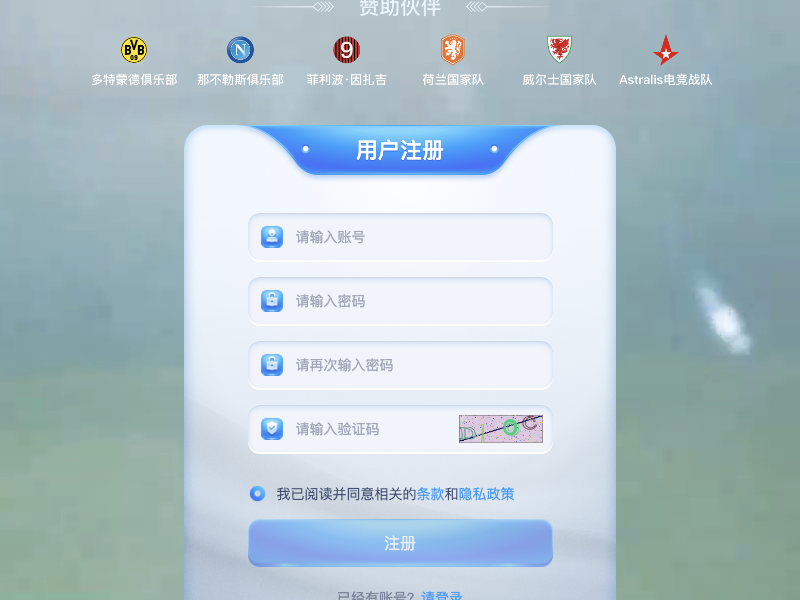 赞助伙伴
BVB 09
N
9
多特蒙德俱乐部 那不勒斯俱乐部 菲利波·因扎吉 荷兰国家队 威尔士国家队 Astralis电竞战队
用户注册
请输入账号
请输入密码
请再次输入密码
请输入验证码
我已阅读并同意相关的条款和隐私政策
注册
已经有账号? 请登录